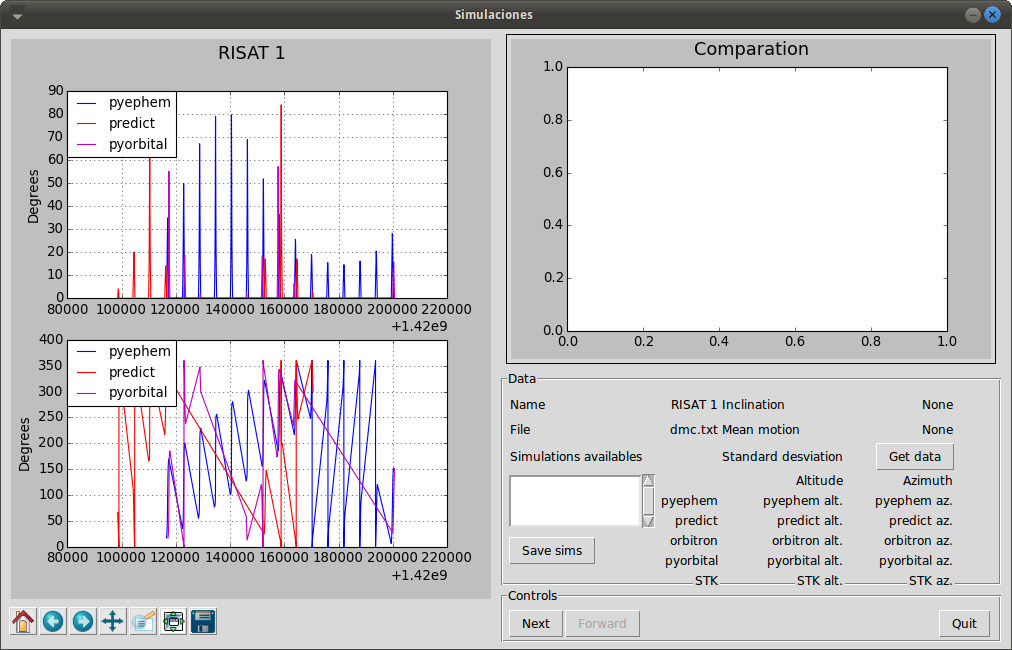 Simulaciones
RISAT 1
90
80
70
60
50
40
30
20
10
0
Degrees
pyephem
predict
pyorbital
80000 100000 120000 140000 160000 180000 200000 220000
+1.42e9
400
350
300
250
200
150
100
50
0
Degrees
pyephem
predict
pyorbital
80000 100000 120000 140000 160000 180000 200000 220000
+1.42e9
Comparation
1.0
0.8
0.6
0.4
0.2
0.0
0.0 0.2 0.4 0.6 0.8 1.0
Data
Name RISAT 1 Inclination None
File dmc.txt Mean motion None
Simulations availables Standard desviation Get data
Altitude Azimuth
pyephem pyephem alt. pyephem az.
predict predict alt. predict az.
orbitron orbitron alt. orbitron az.
Save sims
pyorbital pyorbital alt. pyorbital az.
STK STK alt. STK az.
Controls
Next Forward Quit